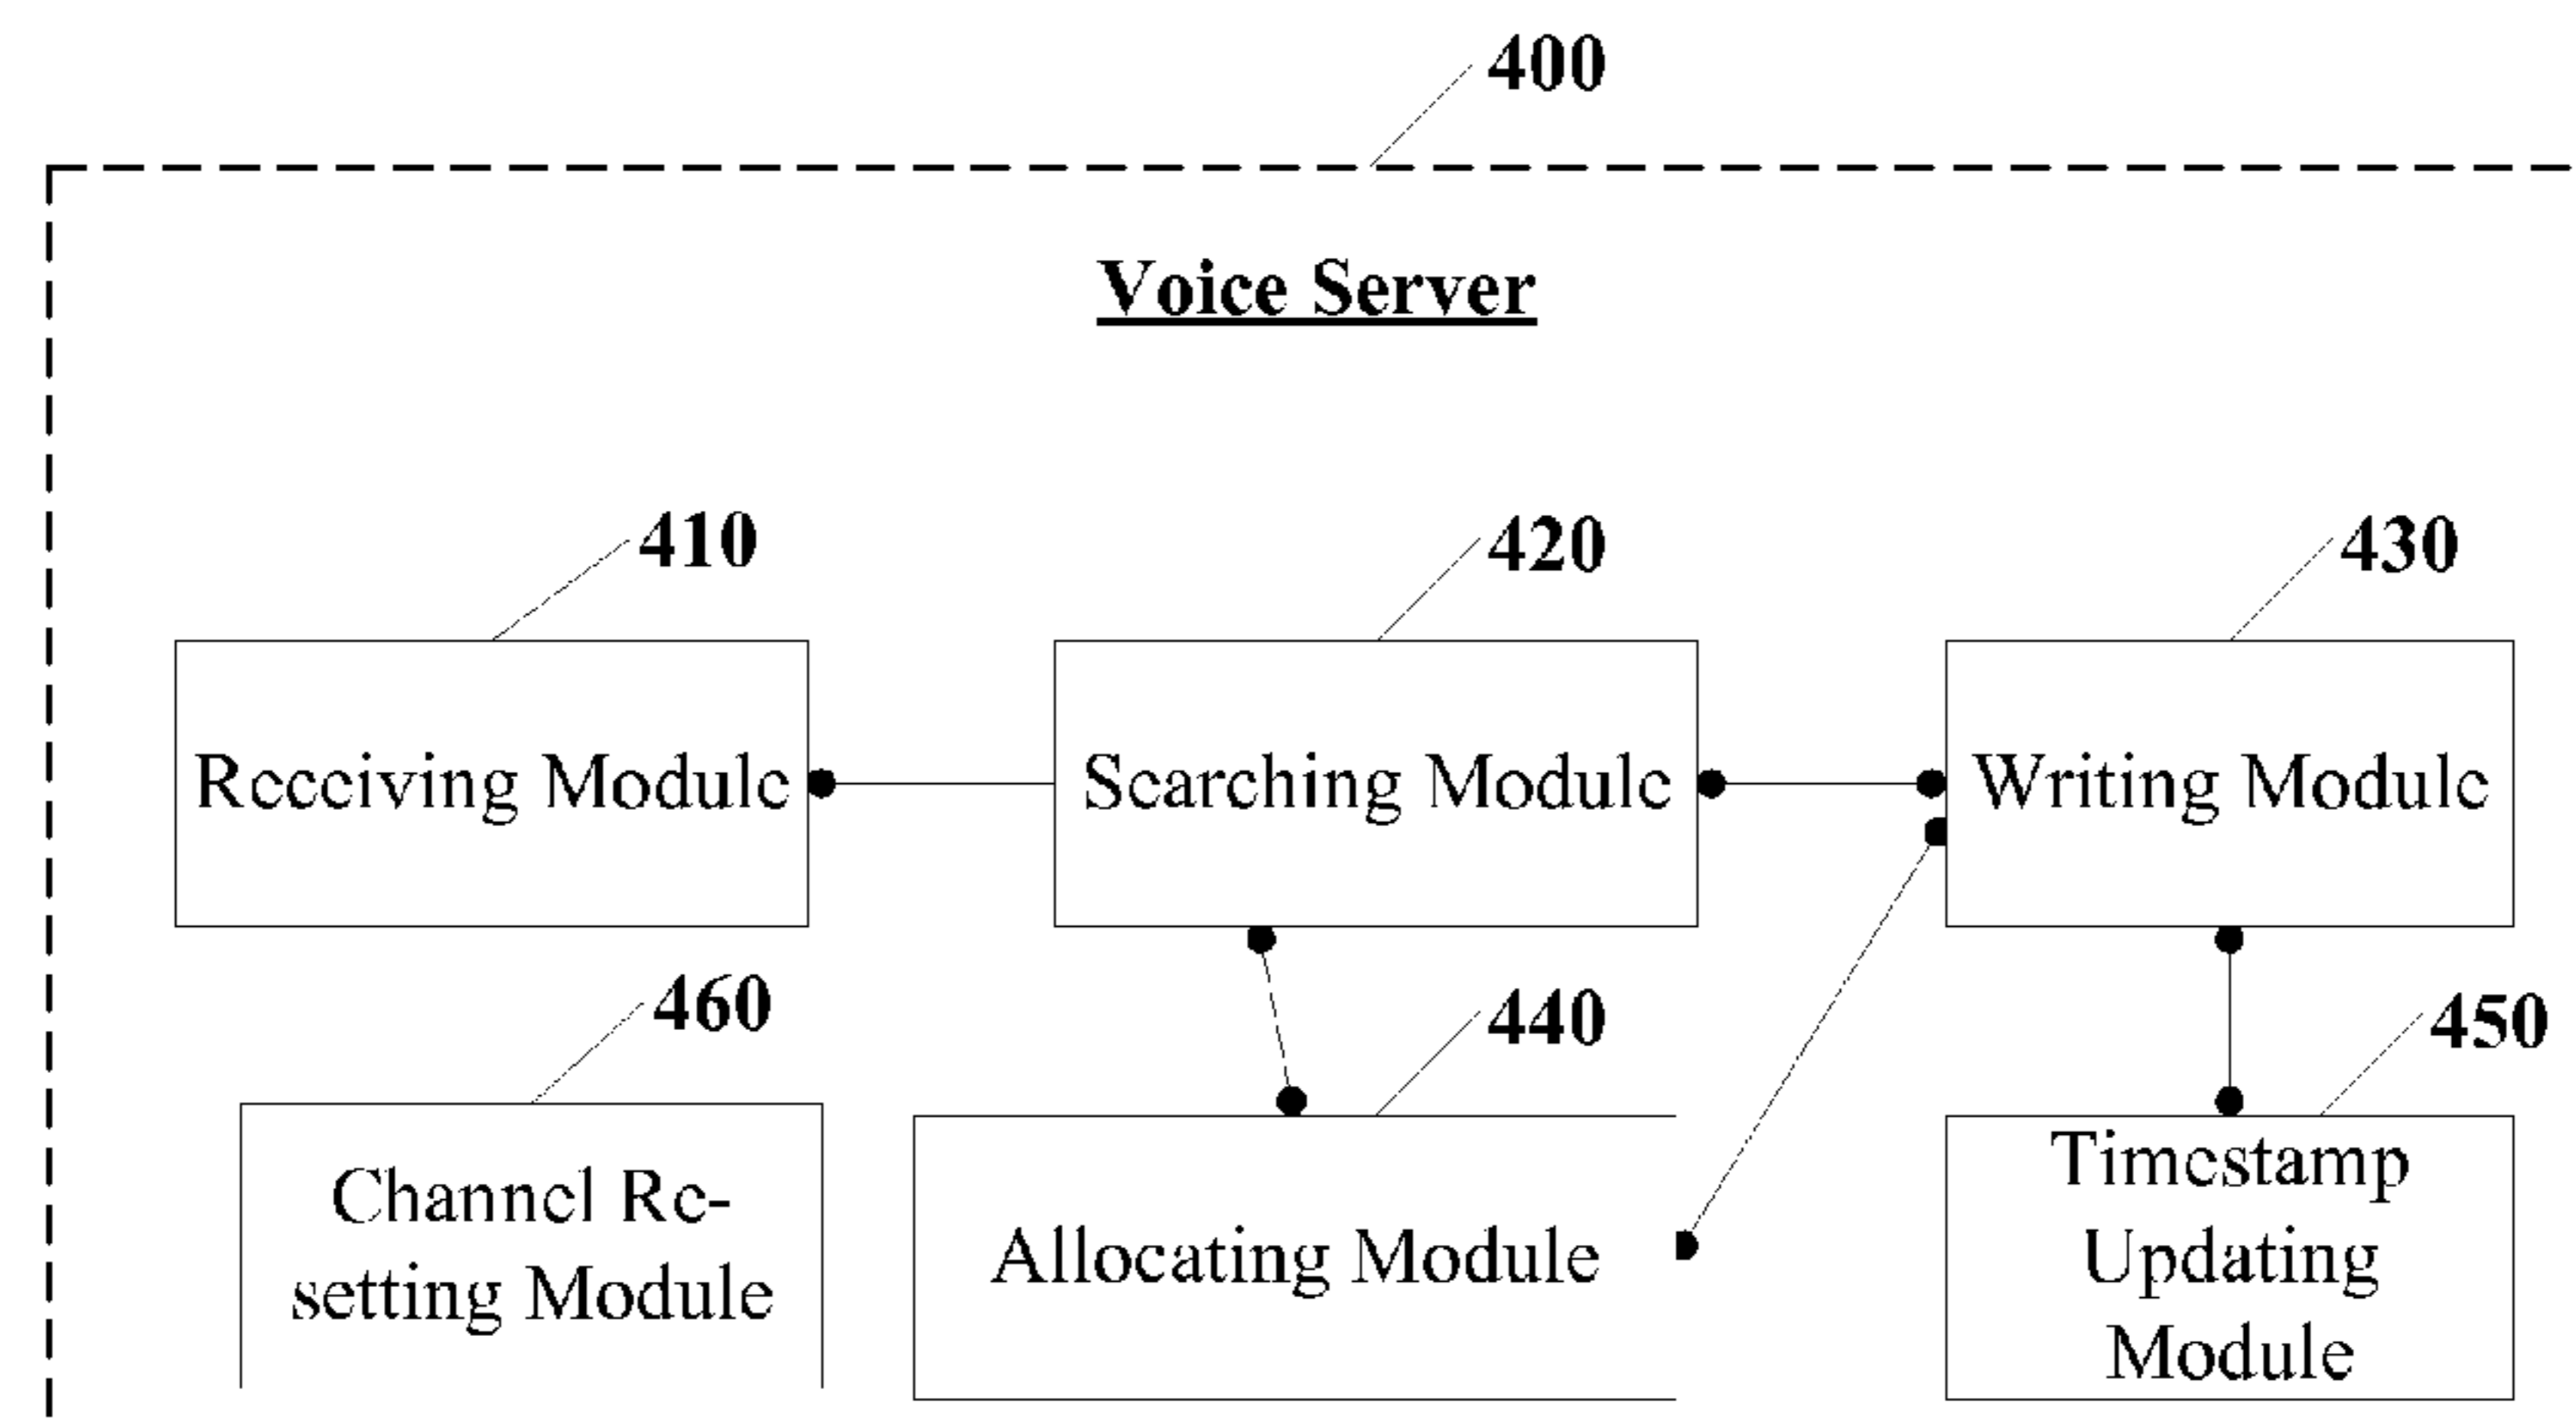 400
Voice Server
410
420
430
Receiving Module
Searching Module
Writing Module
460
440
450
Channel Re-
setting Module
Allocating Module
Timestamp
Updating
Module